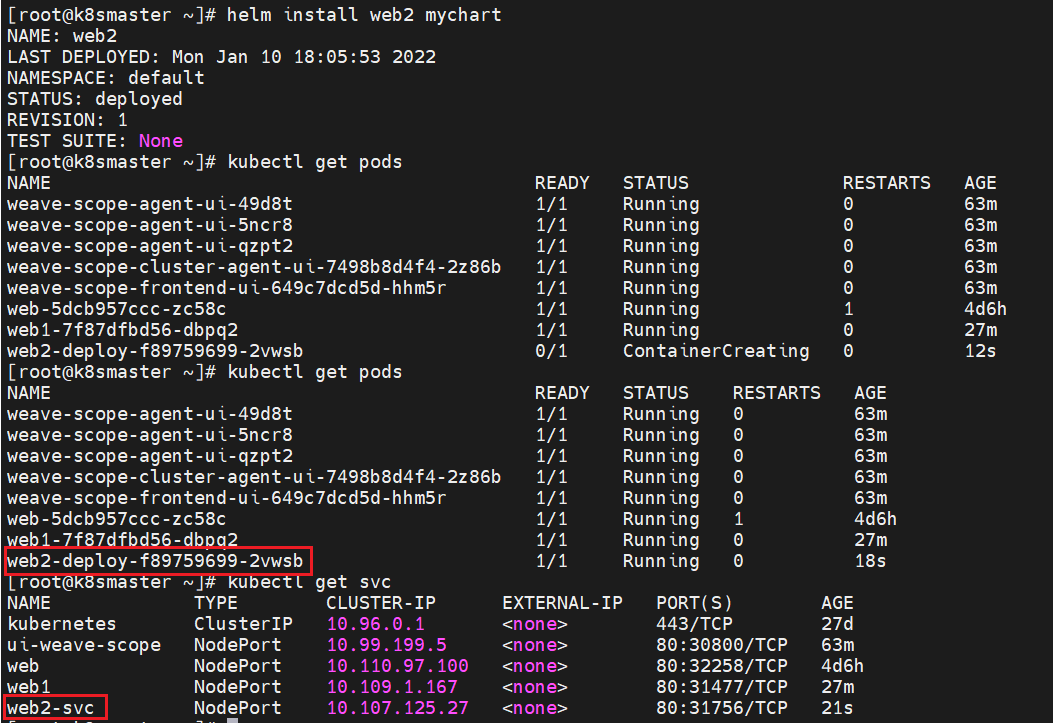 [root@k8smaster ~]# helm install web2 mychart
NAME: web2
LAST DEPLOYED: Mon Jan 10 18:05:53 2022
NAMESPACE: default
STATUS: deployed
REVISION: 1
TEST SUITE: None
[root@k8smaster ~]# kubectl get pods
NAME READY STATUS RESTARTS AGE
weave-scope-agent-ui-49d8t 1/1 Running 0 63m
weave-scope-agent-ui-5ncr8 1/1 Running 0 63m
weave-scope-agent-ui-qzpt2 1/1 Running 0 63m
weave-scope-cluster-agent-ui-7498b8d4f4-2z86b 1/1 Running 0 63m
weave-scope-frontend-ui-649c7dcd5d-hhm5r 1/1 Running 0 63m
web-5dcb957ccc-zc58c 1/1 Running 1 4d6h
web1-7f87dfbd56-dbpq2 1/1 Running 0 27m
web2-deploy-f89759699-2vwsb 0/1 ContainerCreating 0 12s
[root@k8smaster ~]# kubectl get pods
NAME READY STATUS RESTARTS AGE
weave-scope-agent-ui-49d8t 1/1 Running 0 63m
weave-scope-agent-ui-5ncr8 1/1 Running 0 63m
weave-scope-agent-ui-qzpt2 1/1 Running 0 63m
weave-scope-cluster-agent-ui-7498b8d4f4-2z86b 1/1 Running 0 63m
weave-scope-frontend-ui-649c7dcd5d-hhm5r 1/1 Running 0 63m
web-5dcb957ccc-zc58c 1/1 Running 1 4d6h
web1-7f87dfbd56-dbpq2 1/1 Running 0 27m
web2-deploy-f89759699-2vwsb 1/1 Running 0 18s
[root@k8smaster ~]# kubectl get svc
NAME TYPE CLUSTER-IP EXTERNAL-IP PORT(S) AGE
kubernetes ClusterIP 10.96.0.1 <none> 443/TCP 27d
ui-weave-scope NodePort 10.99.199.5 <none> 80:30800/TCP 63m
web NodePort 10.110.97.100 <none> 80:32258/TCP 4d6h
web1 NodePort 10.109.1.167 <none> 80:31477/TCP 27m
web2-svc NodePort 10.107.125.27 <none> 80:31756/TCP 21s
[root@k8smaster ~]#